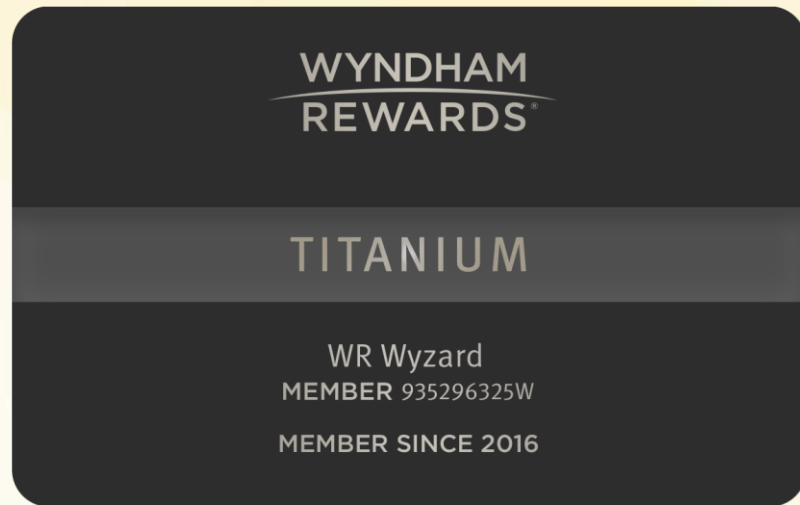 WYNDHAM
REWARDS®
TITANIUM
WR Wyzard
MEMBER 935296325W
MEMBER SINCE 2016